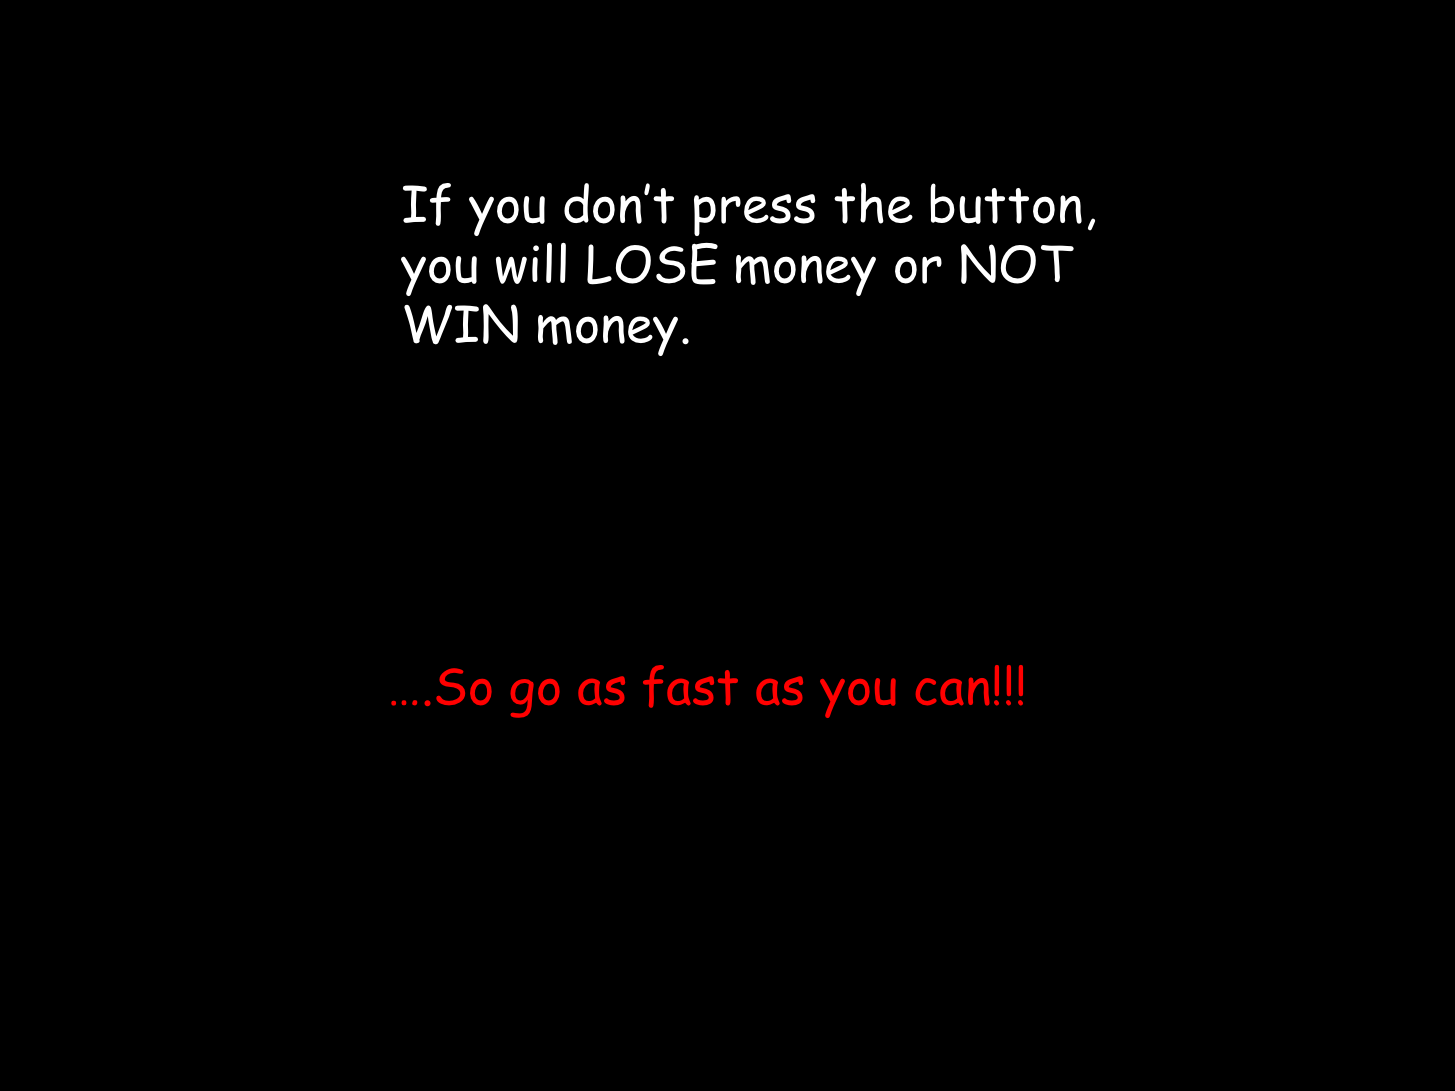 If you don’t press the button,
you will LOSE money or NOT
WIN money.
….So go as fast as you can!!!